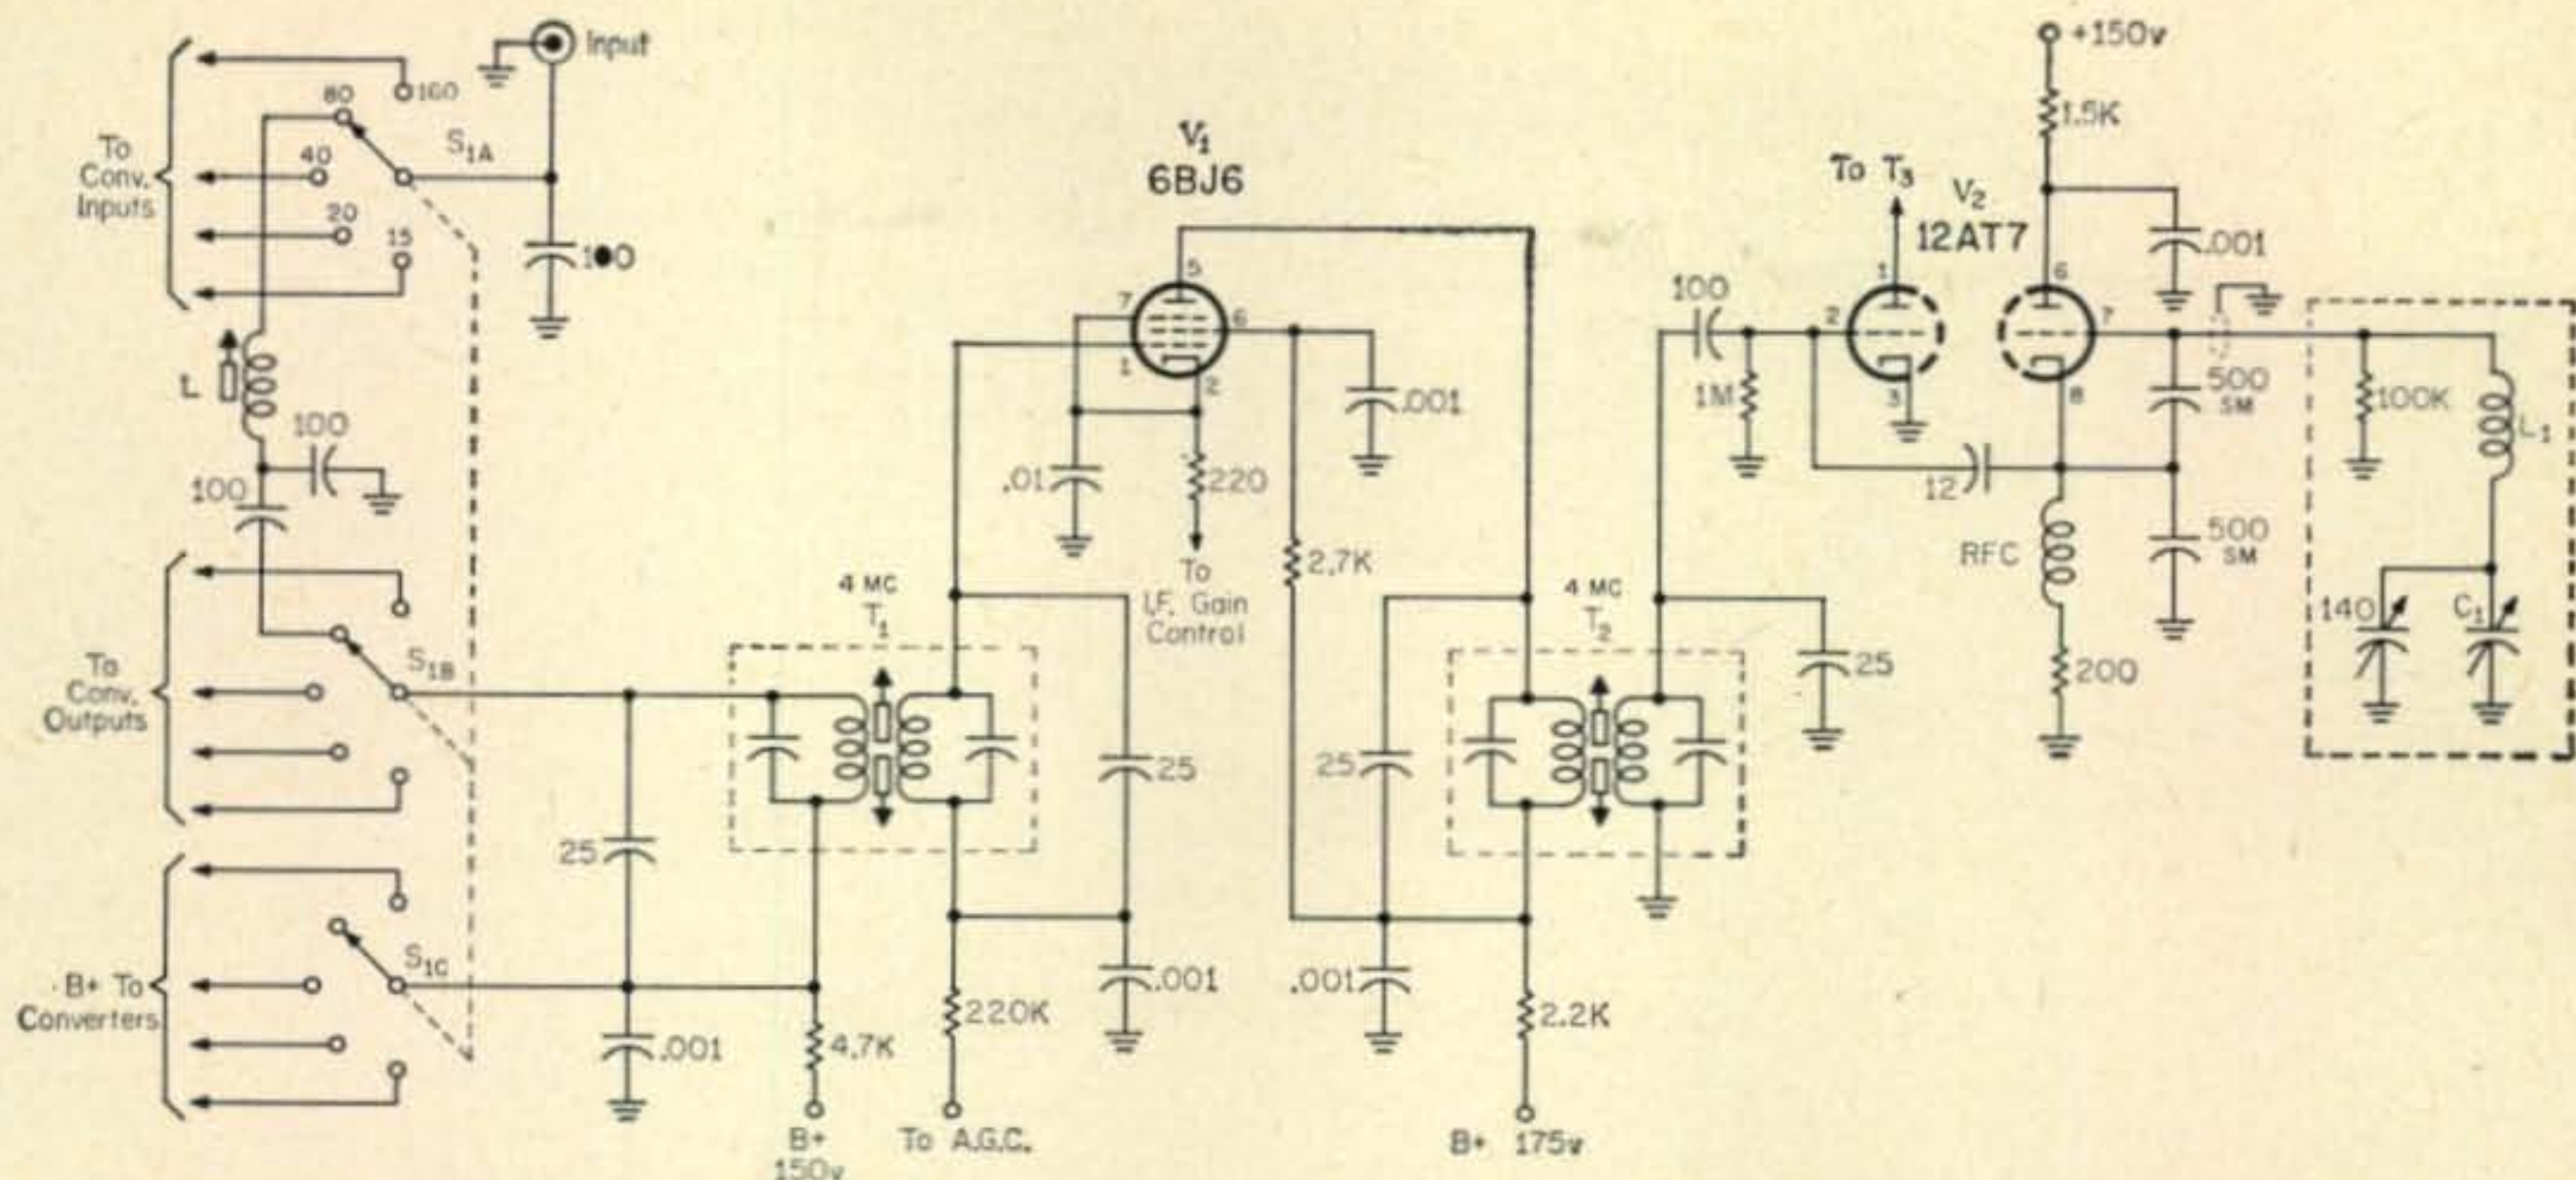 Input
160
80
S1A
40
To
Conv.
Inputs
20
15
100
L
100
100
To
Conv.
Outputs
S1B
B+ To
Converters
S1C
25
.001
4.7K
B+
150v
4 MC
T1
220K
To A.G.C.
25
.001
V1
6BJ6
5
7
6
1
2
.01
220
To
I.F. Gain
Control
.001
2.7K
25
.001
4 MC
T2
2.2K
B+ 175v
25
100
1M
To T3
V2
12AT7
1
2
3
12
+150v
1.5K
.001
6
7
8
500
SM
500
SM
RFC
200
100K
L1
140
C1